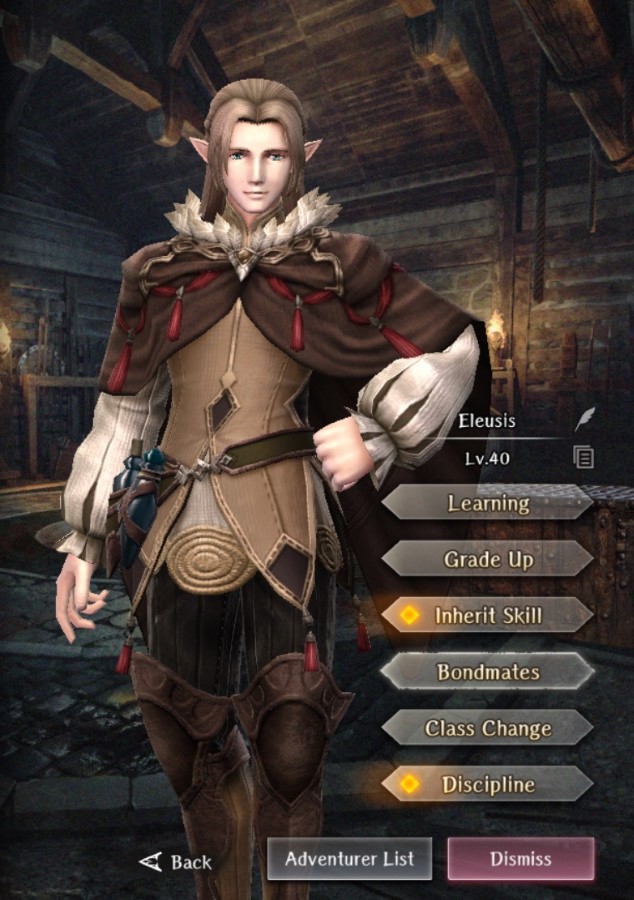 Eleusis
Lv.40
Learning
Grade Up
Inherit Skill
Bondmates
Class Change
Discipline
Back
Adventurer List
Dismiss